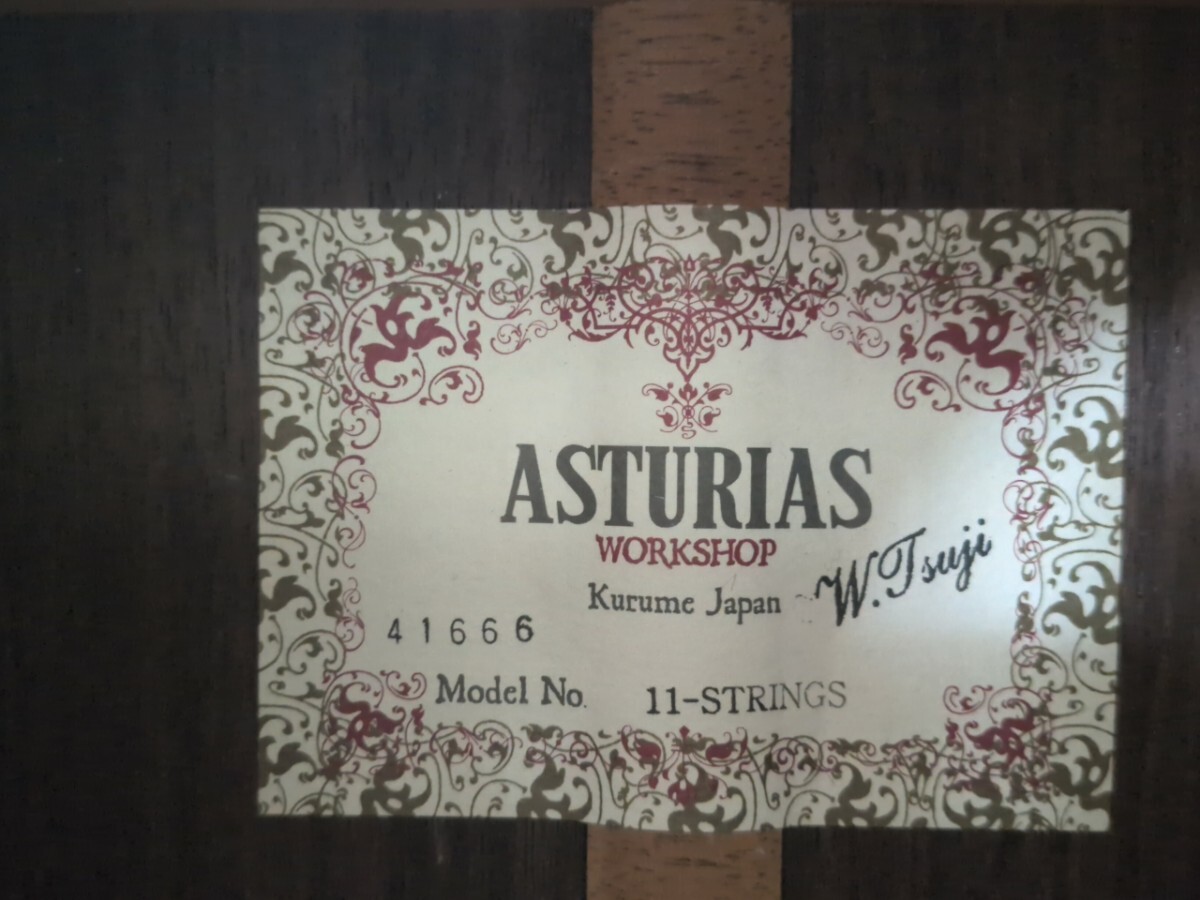 ASTURIAS
WORKSHOP
Kurume Japan
W. Tsuji
41666
Model No. 11-STRINGS